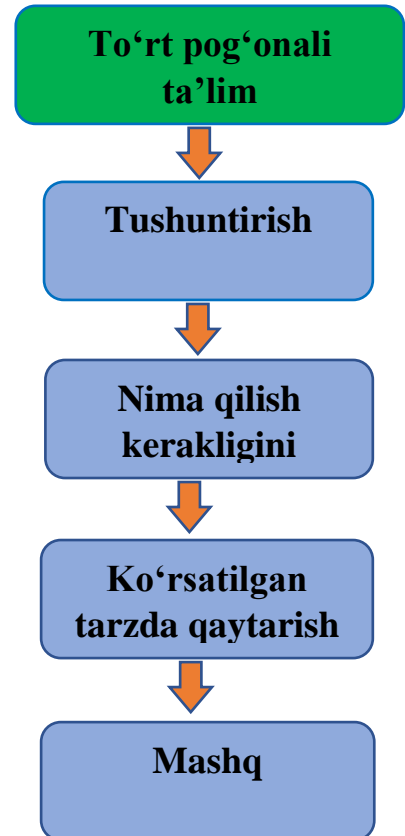 To‘rt pog‘onali
ta’lim
Tushuntirish
Nima qilish
kerakligini
Ko‘rsatilgan
tarzda qaytarish
Mashq